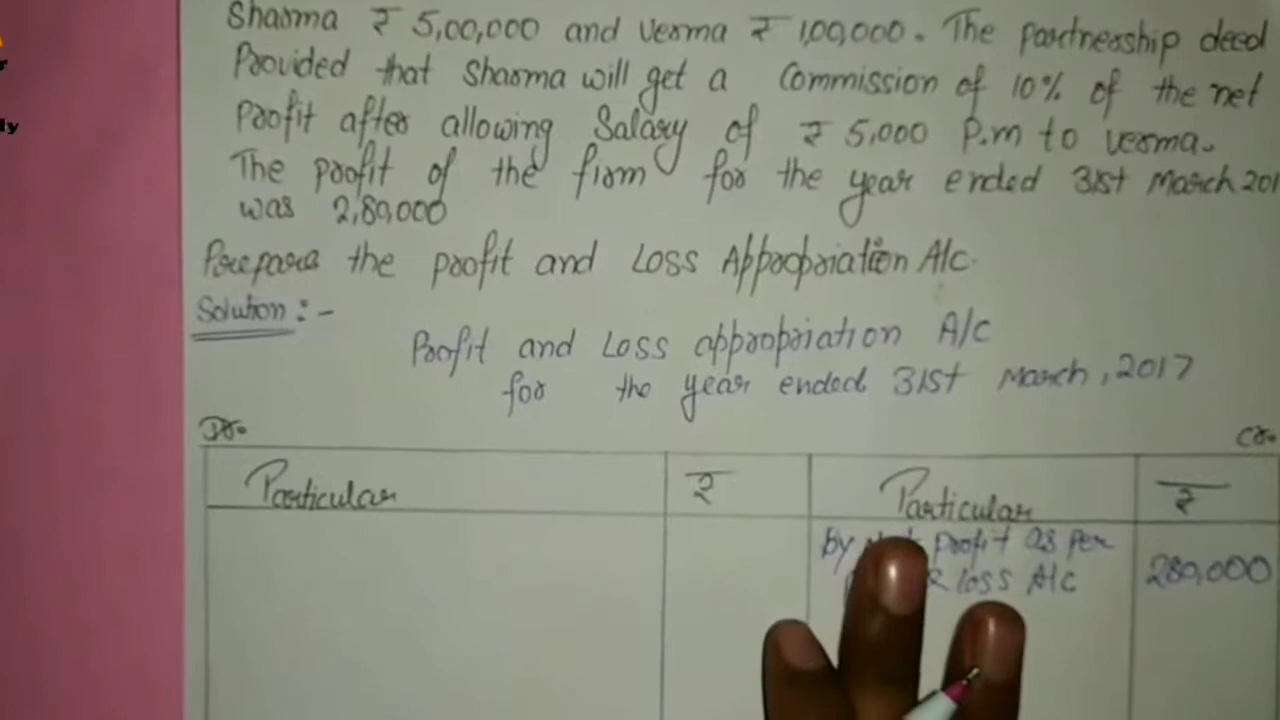 Sharma ₹ 5,00,000 and Verma ₹ 1,00,000. The partnership deed
Provided that Sharma will get a Commission of 10% of the net
profit after allowing Salary of ₹ 5,000 P.m to verma.
The profit of the firm for the year ended 31st March 201
was 2,80,000
Prepare the profit and Loss Appropriation A/c.
Solution :-
Profit and Loss appropriation A/c
for the year ended 31st March, 2017
Dr. Cr.
Particular ₹ Particular ₹
by profit as per
loss A/c 280,000
ly